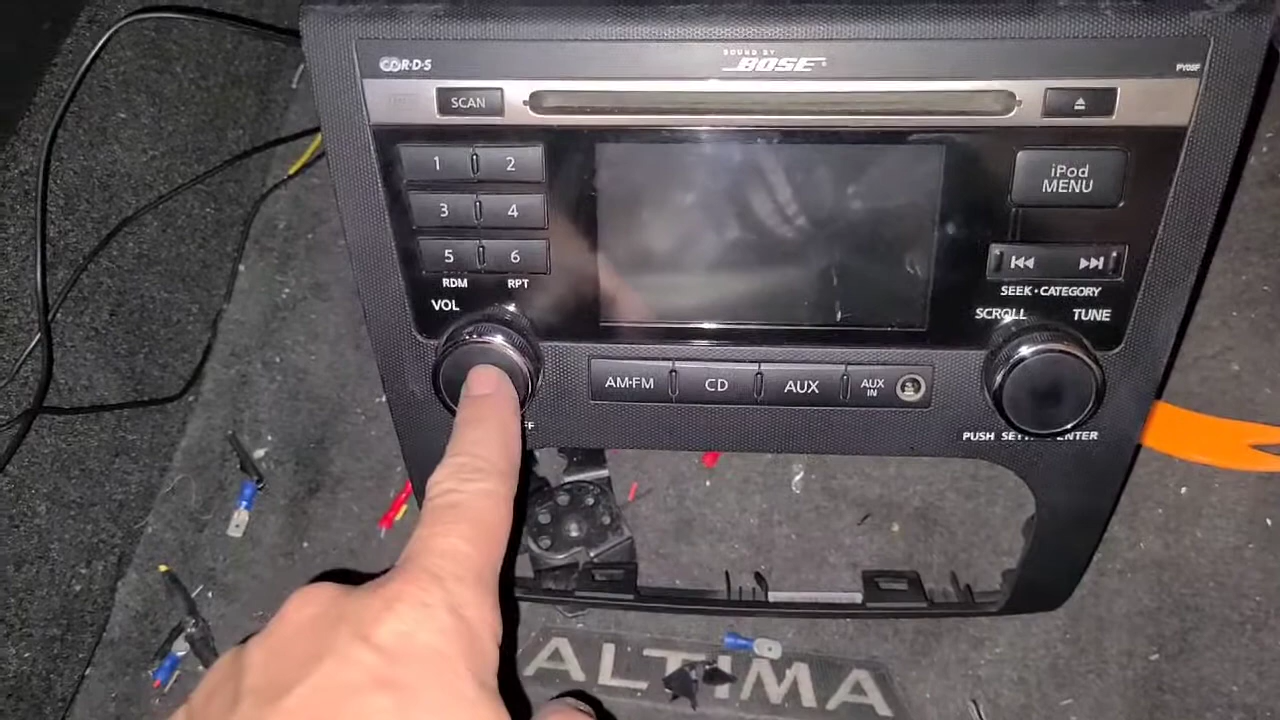 SOUND BY
BOSE
CD R·D·S
PY05F
SCAN
1 2
iPod
MENU
3 4
5 6
RDM RPT
SEEK·CATEGORY
VOL
SCROLL TUNE
AM·FM CD AUX AUX
IN
PUSH ENTER
ALTIMA